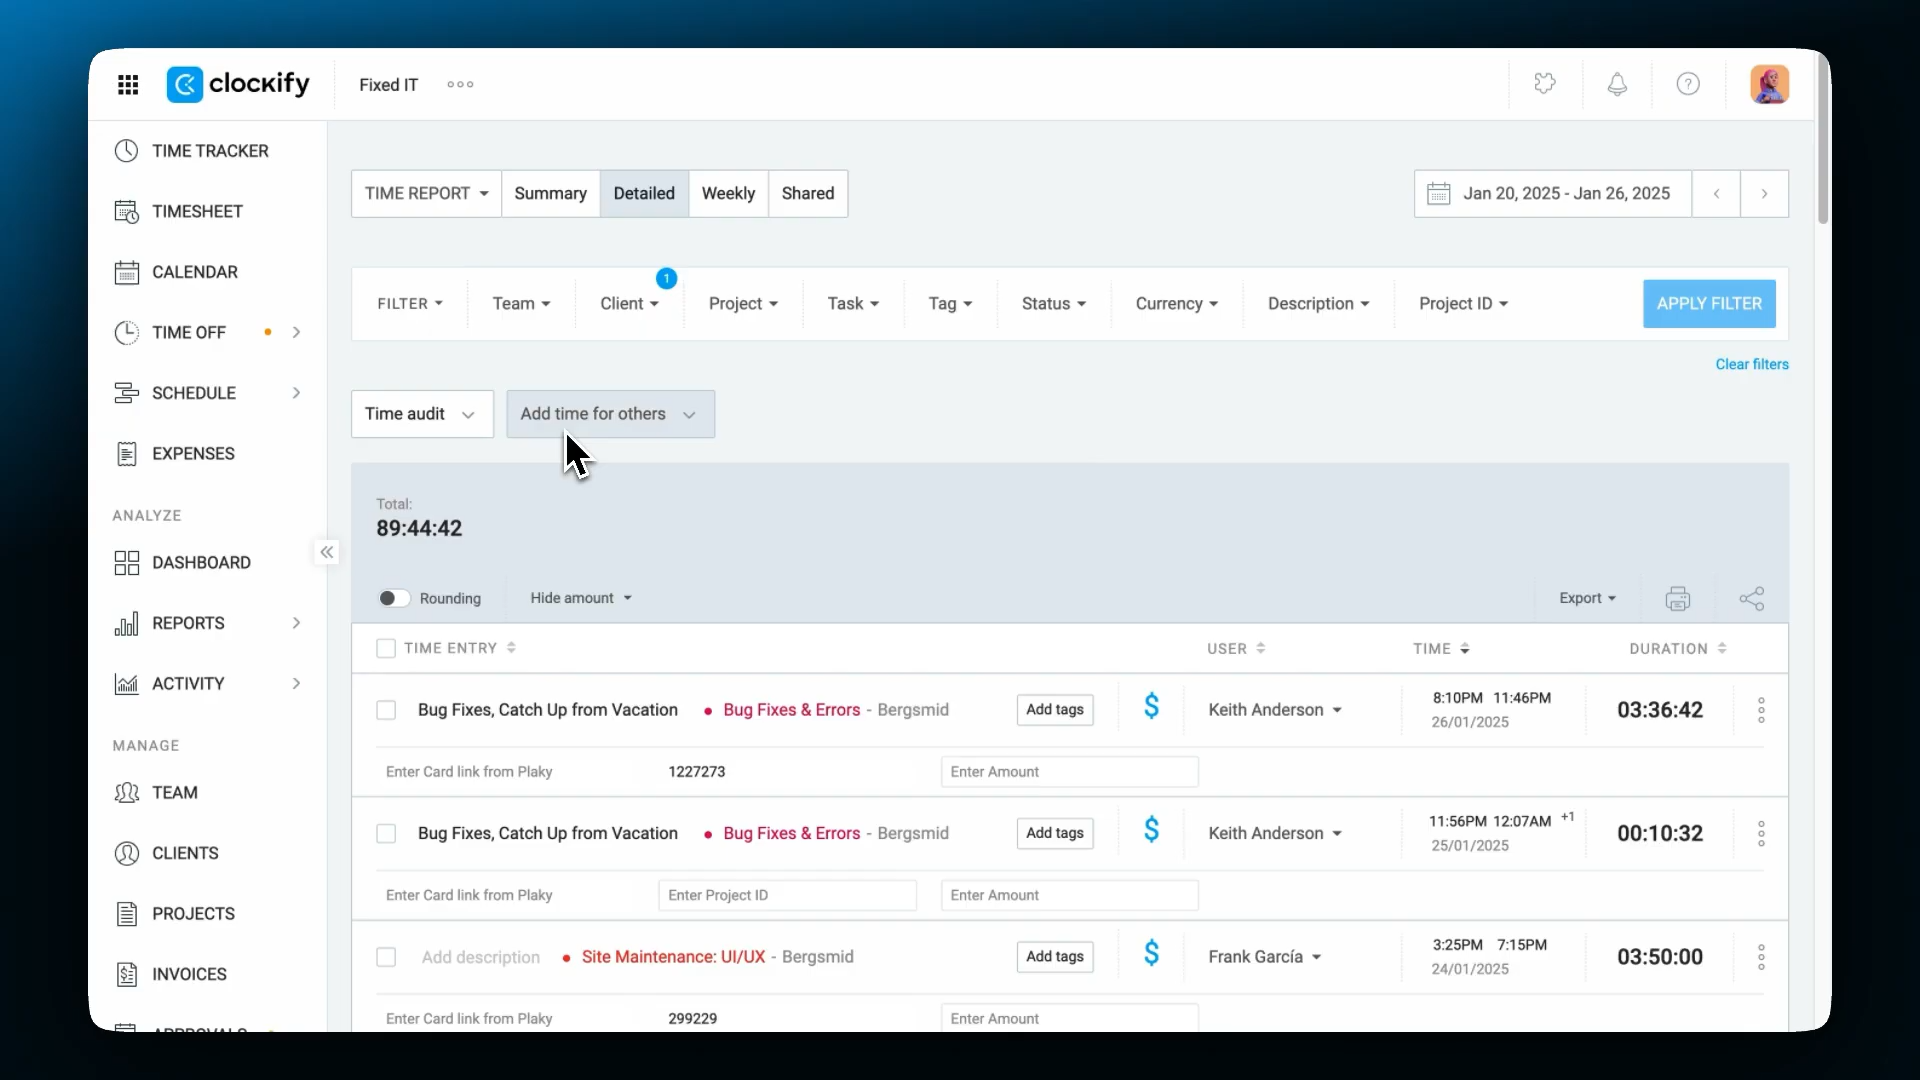 clockify
Fixed IT
TIME TRACKER
TIMESHEET
CALENDAR
TIME OFF
SCHEDULE
EXPENSES
ANALYZE
DASHBOARD
REPORTS
ACTIVITY
MANAGE
TEAM
CLIENTS
PROJECTS
INVOICES
APPROVALS
TIME REPORT Summary Detailed Weekly Shared
Jan 20, 2025 - Jan 26, 2025
1
FILTER Team Client Project Task Tag Status Currency Description Project ID APPLY FILTER
Clear filters
Time audit Add time for others
Total:
89:44:42
Rounding Hide amount Export
TIME ENTRY USER TIME DURATION
Bug Fixes, Catch Up from Vacation • Bug Fixes & Errors - Bergsmid Add tags $ Keith Anderson 8:10PM 11:46PM 03:36:42
26/01/2025
Enter Card link from Plaky 1227273 Enter Amount
Bug Fixes, Catch Up from Vacation • Bug Fixes & Errors - Bergsmid Add tags $ Keith Anderson 11:56PM 12:07AM +1 00:10:32
25/01/2025
Enter Card link from Plaky Enter Project ID Enter Amount
Add description • Site Maintenance: UI/UX - Bergsmid Add tags $ Frank García 3:25PM 7:15PM 03:50:00
24/01/2025
Enter Card link from Plaky 299229 Enter Amount